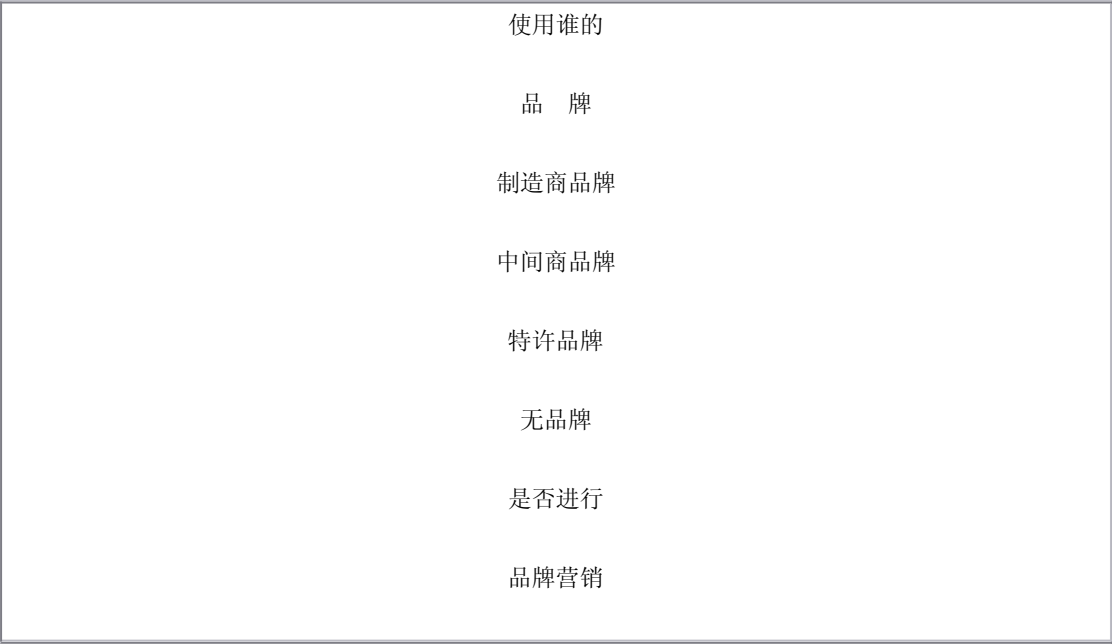 使用谁的
品　牌
制造商品牌
中间商品牌
特许品牌
无品牌
是否进行
品牌营销